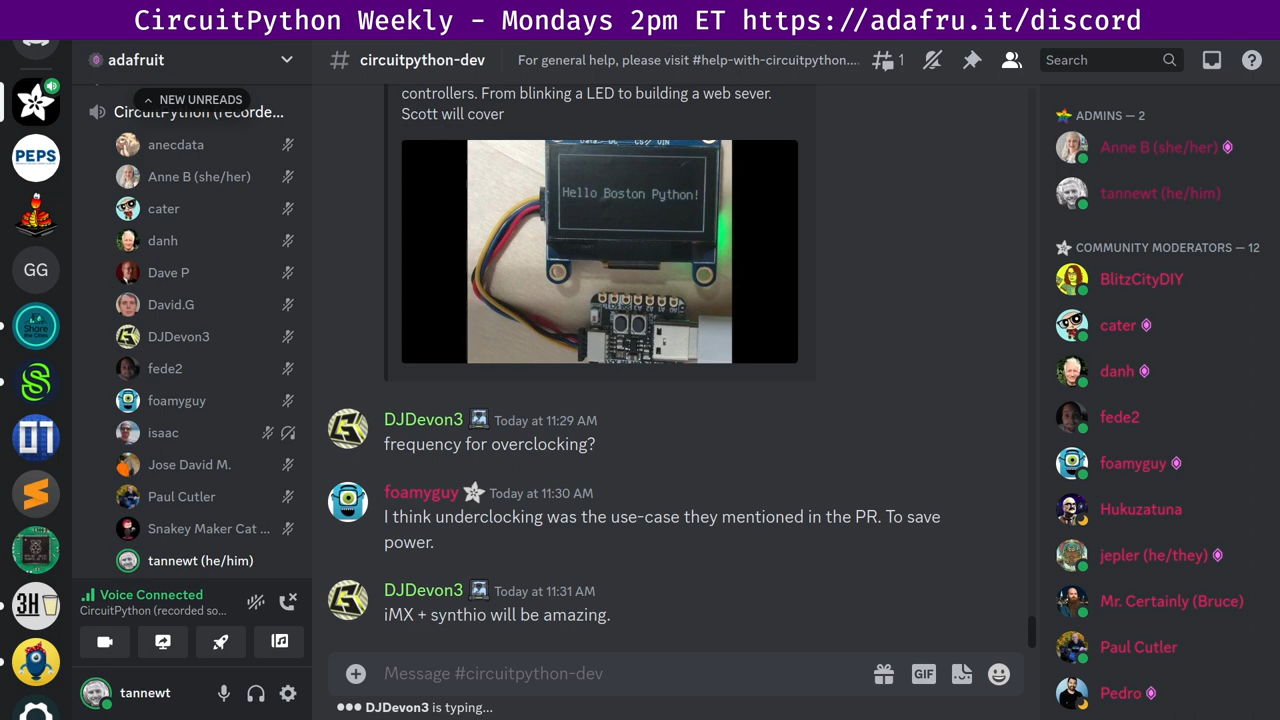 CircuitPython Weekly - Mondays 2pm ET https://adafru.it/discord
adafruit
NEW UNREADS
CircuitPython (recorde...
anecdata
Anne B (she/her)
cater
danh
Dave P
David.G
DJDevon3
fede2
foamyguy
isaac
Jose David M.
Paul Cutler
Snakey Maker Cat ...
tannewt (he/him)
Voice Connected
CircuitPython (recorded so...
tannewt
PEPS
GG
Share
the Cities
3H
circuitpython-dev
For general help, please visit #help-with-circuitpython....
1
Search
controllers. From blinking a LED to building a web sever.
Scott will cover
Hello Boston Python!
DJDevon3 Today at 11:29 AM
frequency for overclocking?
foamyguy Today at 11:30 AM
I think underclocking was the use-case they mentioned in the PR. To save
power.
DJDevon3 Today at 11:31 AM
iMX + synthio will be amazing.
Message #circuitpython-dev
GIF
DJDevon3 is typing...
ADMINS — 2
Anne B (she/her)
tannewt (he/him)
COMMUNITY MODERATORS — 12
BlitzCityDIY
cater
danh
fede2
foamyguy
Hukuzatuna
jepler (he/they)
Mr. Certainly (Bruce)
Paul Cutler
Pedro